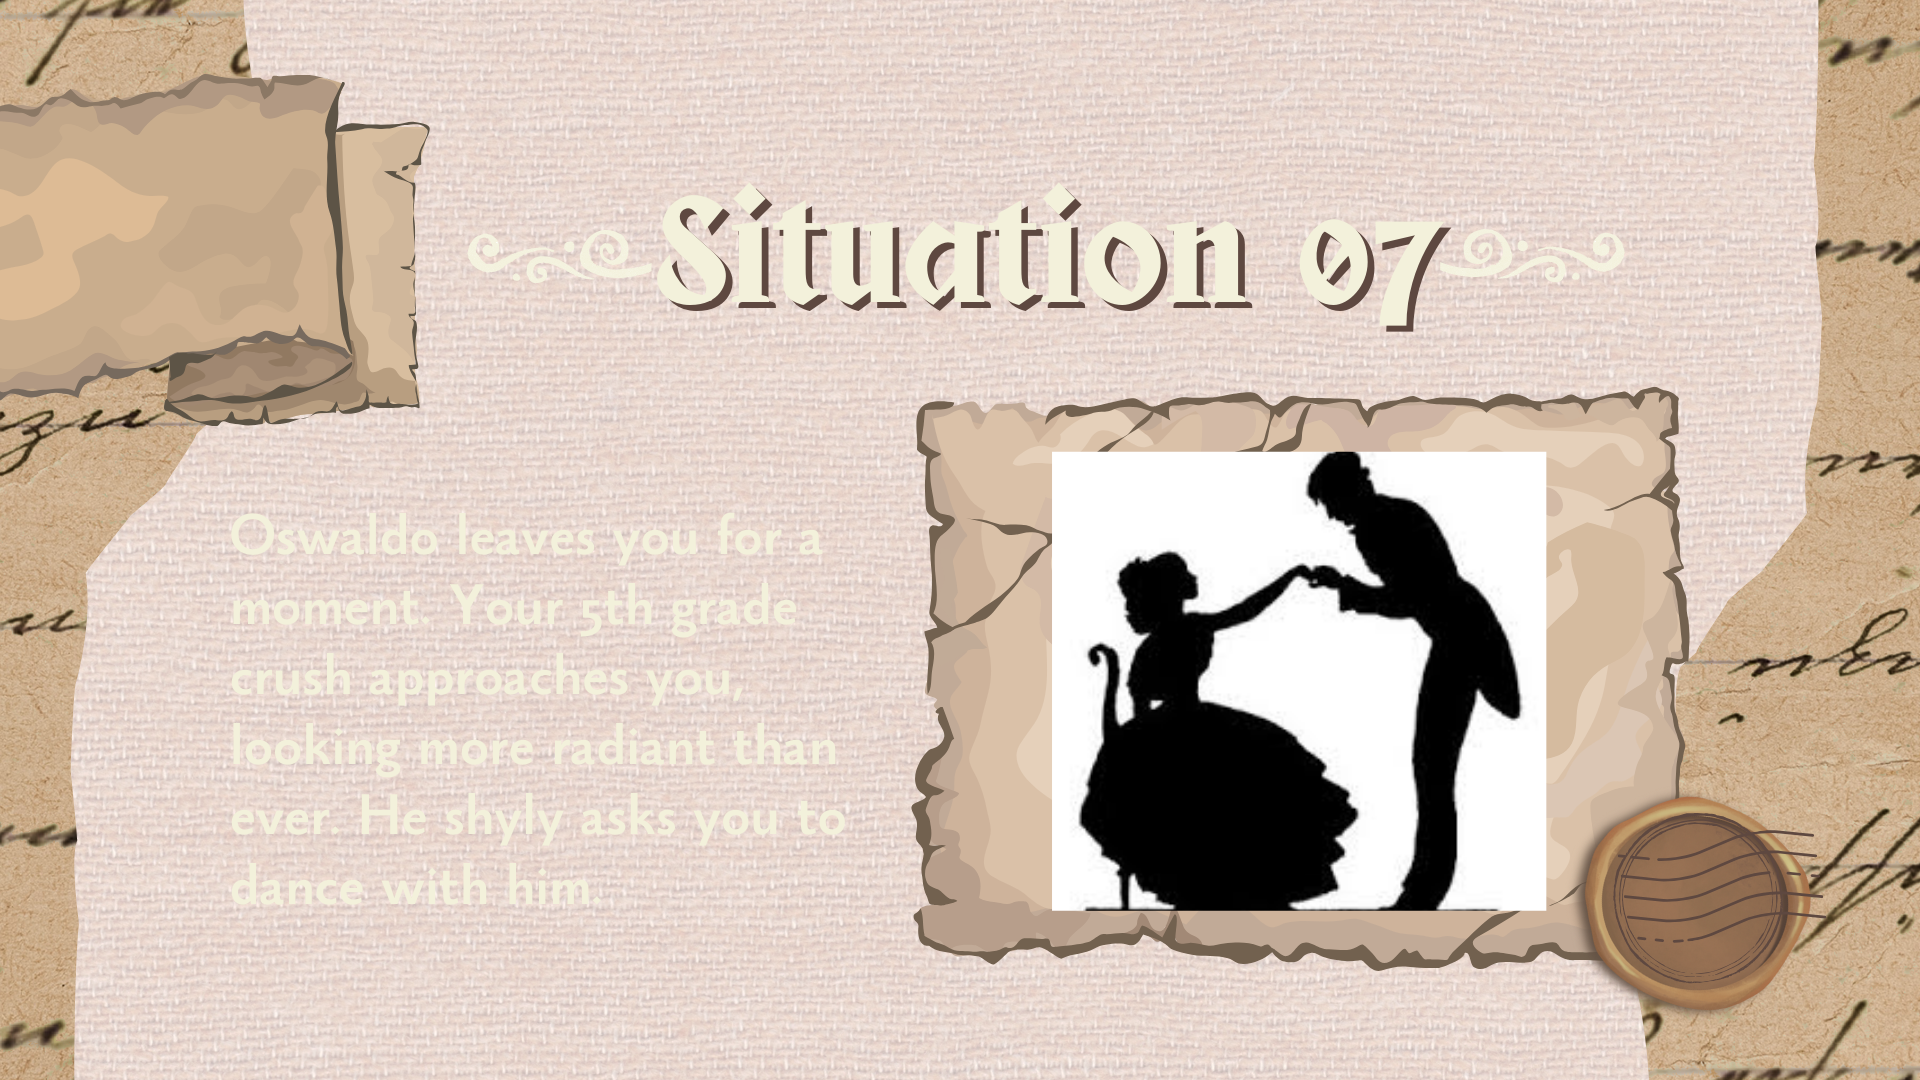 Situation 07
Oswaldo leaves you for a
moment. Your 5th grade
crush approaches you,
looking more radiant than
ever. He shyly asks you to
dance with him.